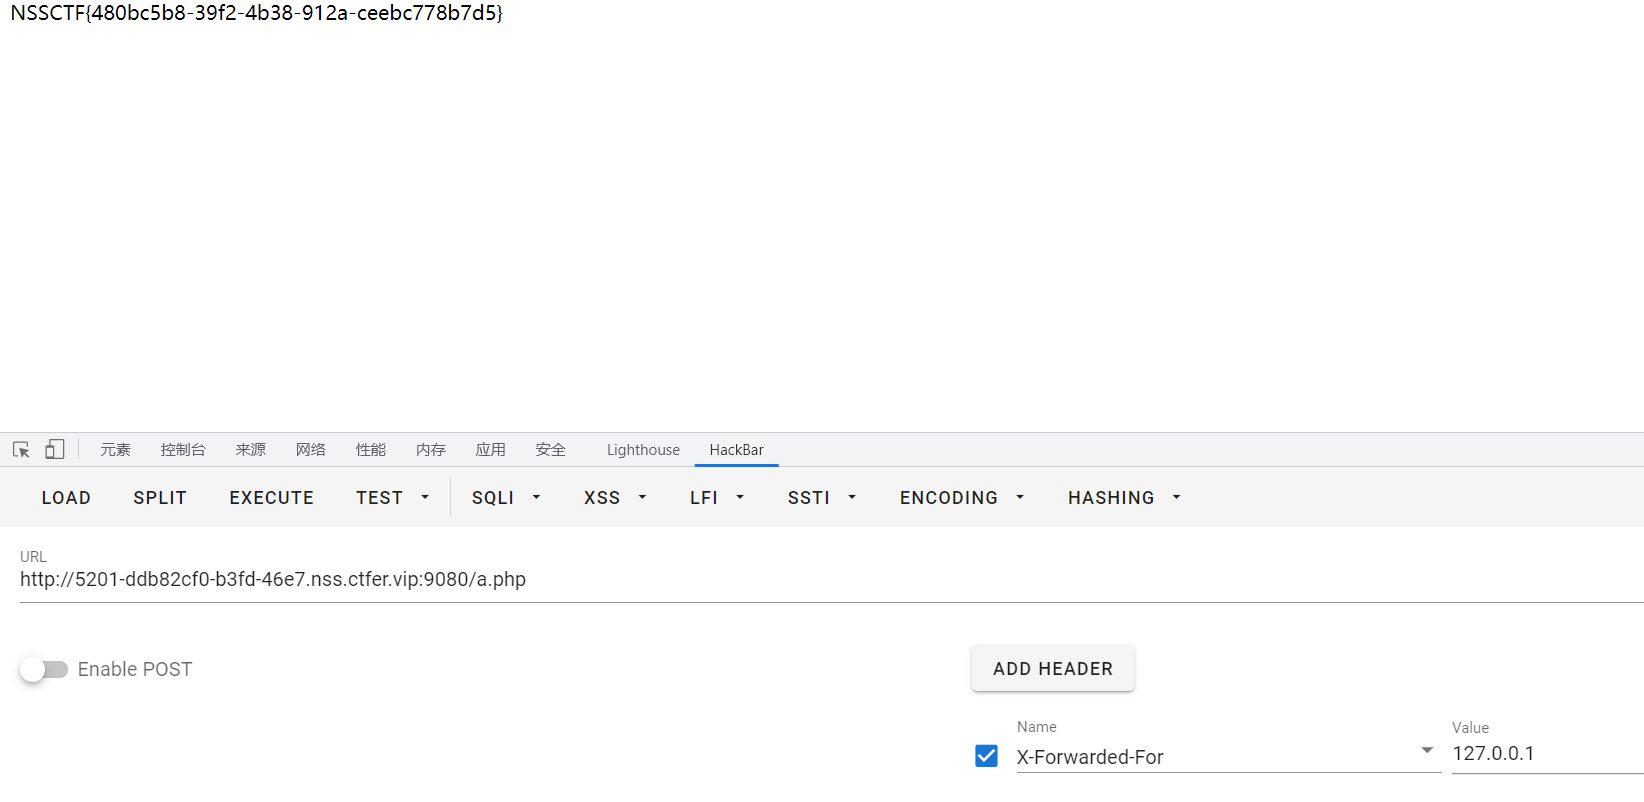 NSSCTF{480bc5b8-39f2-4b38-912a-ceebc778b7d5}
元素 控制台 来源 网络 性能 内存 应用 安全 Lighthouse HackBar
LOAD SPLIT EXECUTE TEST SQLI XSS LFI SSTI ENCODING HASHING
URL
http://5201-ddb82cf0-b3fd-46e7.nss.ctfer.vip:9080/a.php
Enable POST ADD HEADER
Name Value
X-Forwarded-For 127.0.0.1